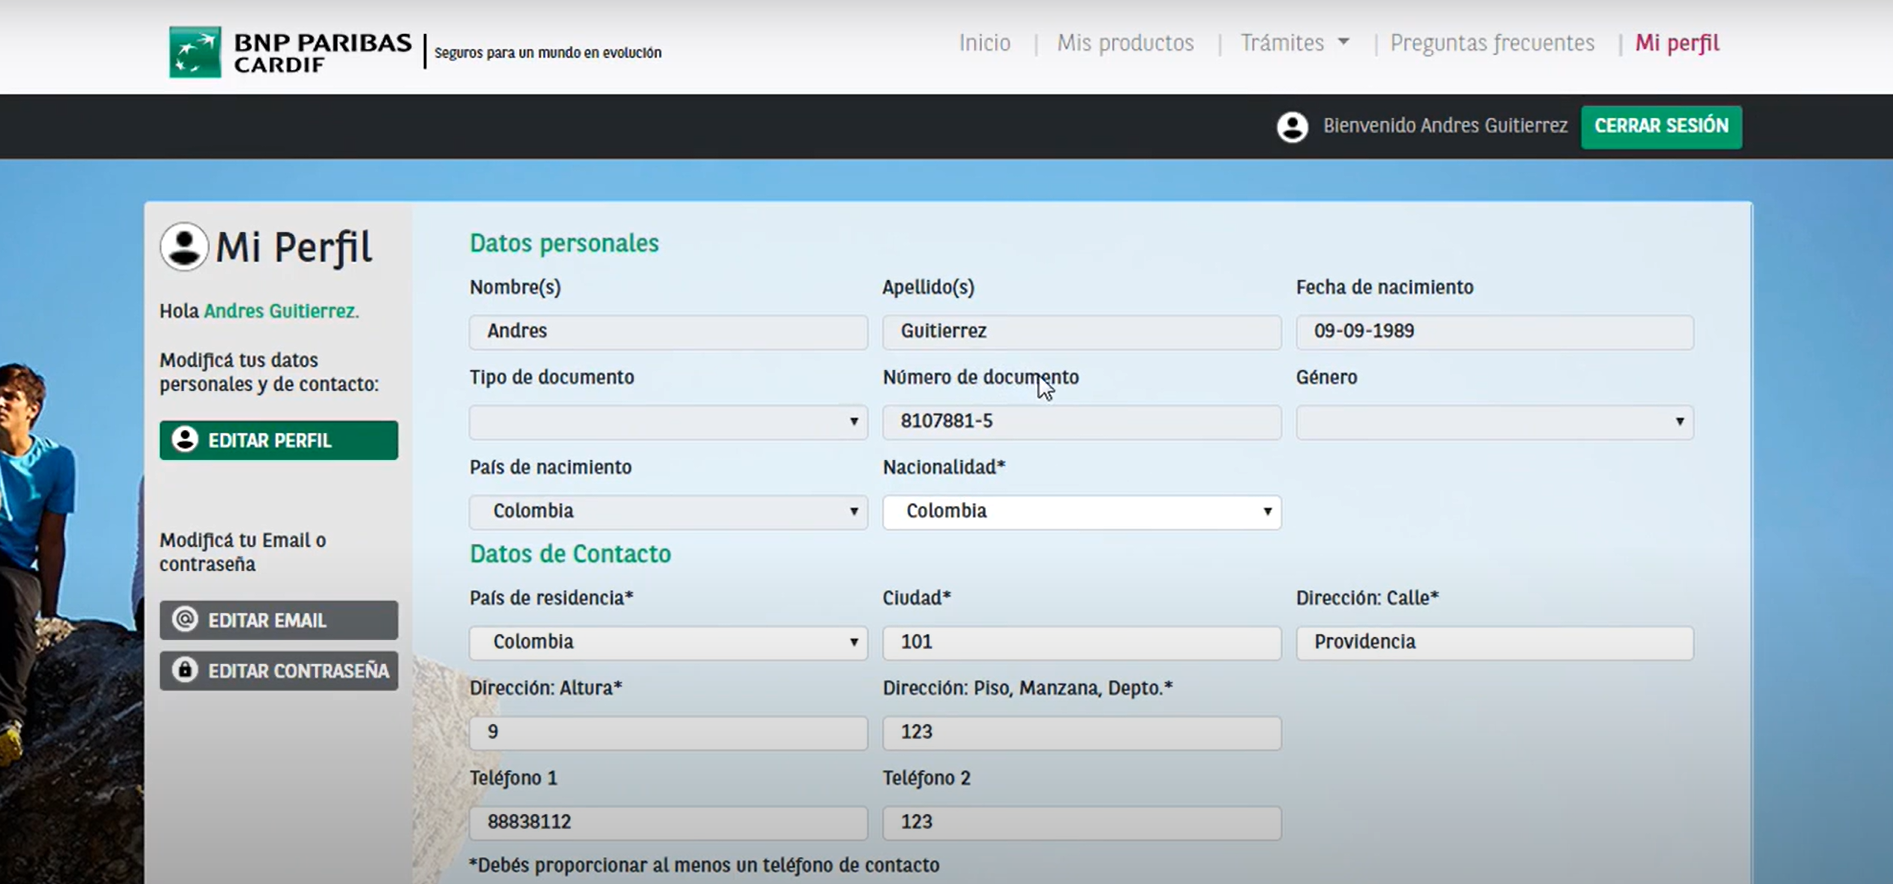 BNP PARIBAS
CARDIF
Seguros para un mundo en evolución
Inicio | Mis productos | Trámites | Preguntas frecuentes | Mi perfil
Bienvenido Andres Guitierrez CERRAR SESIÓN
Mi Perfil
Hola Andres Guitierrez.
Modificá tus datos
personales y de contacto:
EDITAR PERFIL
Modificá tu Email o
contraseña
@ EDITAR EMAIL
EDITAR CONTRASEÑA
Datos personales
Nombre(s) Apellido(s) Fecha de nacimiento
Andres Guitierrez 09-09-1989
Tipo de documento Número de documento Género
8107881-5
País de nacimiento Nacionalidad*
Colombia Colombia
Datos de Contacto
País de residencia* Ciudad* Dirección: Calle*
Colombia 101 Providencia
Dirección: Altura* Dirección: Piso, Manzana, Depto.*
9 123
Teléfono 1 Teléfono 2
88838112 123
*Debés proporcionar al menos un teléfono de contacto